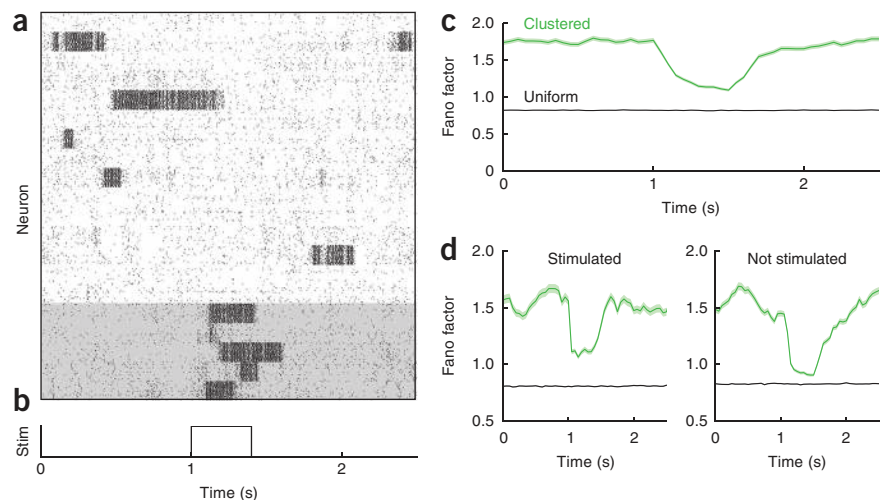 a
Neuron
b
Stim
0
1
2
Time (s)
c
2.0
1.5
1.0
0.5
0
Fano factor
Clustered
Uniform
0
1
2
Time (s)
d
Stimulated
2.0
1.5
1.0
0.5
Fano factor
0
1
2
Time (s)
Not stimulated
2.0
1.5
1.0
0.5
0
1
2
Time (s)